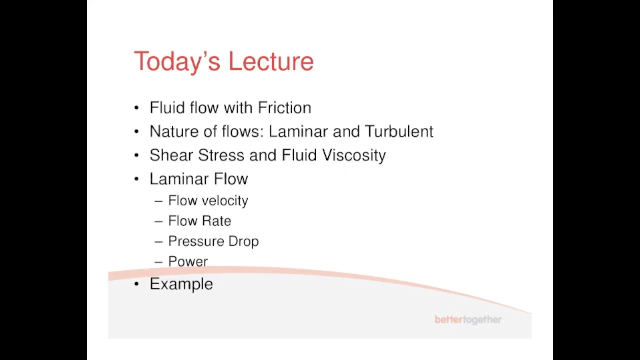 Today's Lecture
• Fluid flow with Friction
• Nature of flows: Laminar and Turbulent
• Shear Stress and Fluid Viscosity
• Laminar Flow
– Flow velocity
– Flow Rate
– Pressure Drop
– Power
• Example
bettertogether